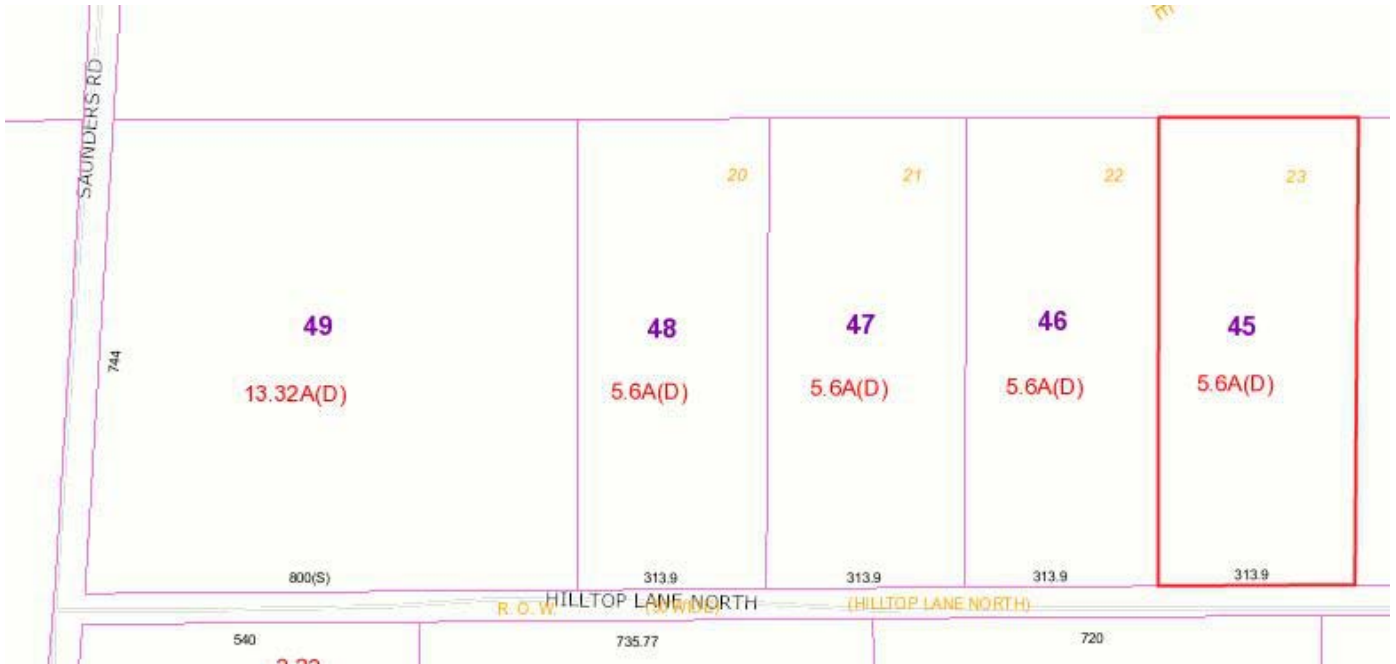 SAUNDERS RD
20
21
22
23
49
48
47
46
45
744
13.32A(D)
5.6A(D)
5.6A(D)
5.6A(D)
5.6A(D)
800(S)
313.9
313.9
313.9
313.9
R. O. W.
HILLTOP LANE NORTH
(HILLTOP LANE NORTH)
540
735.77
720